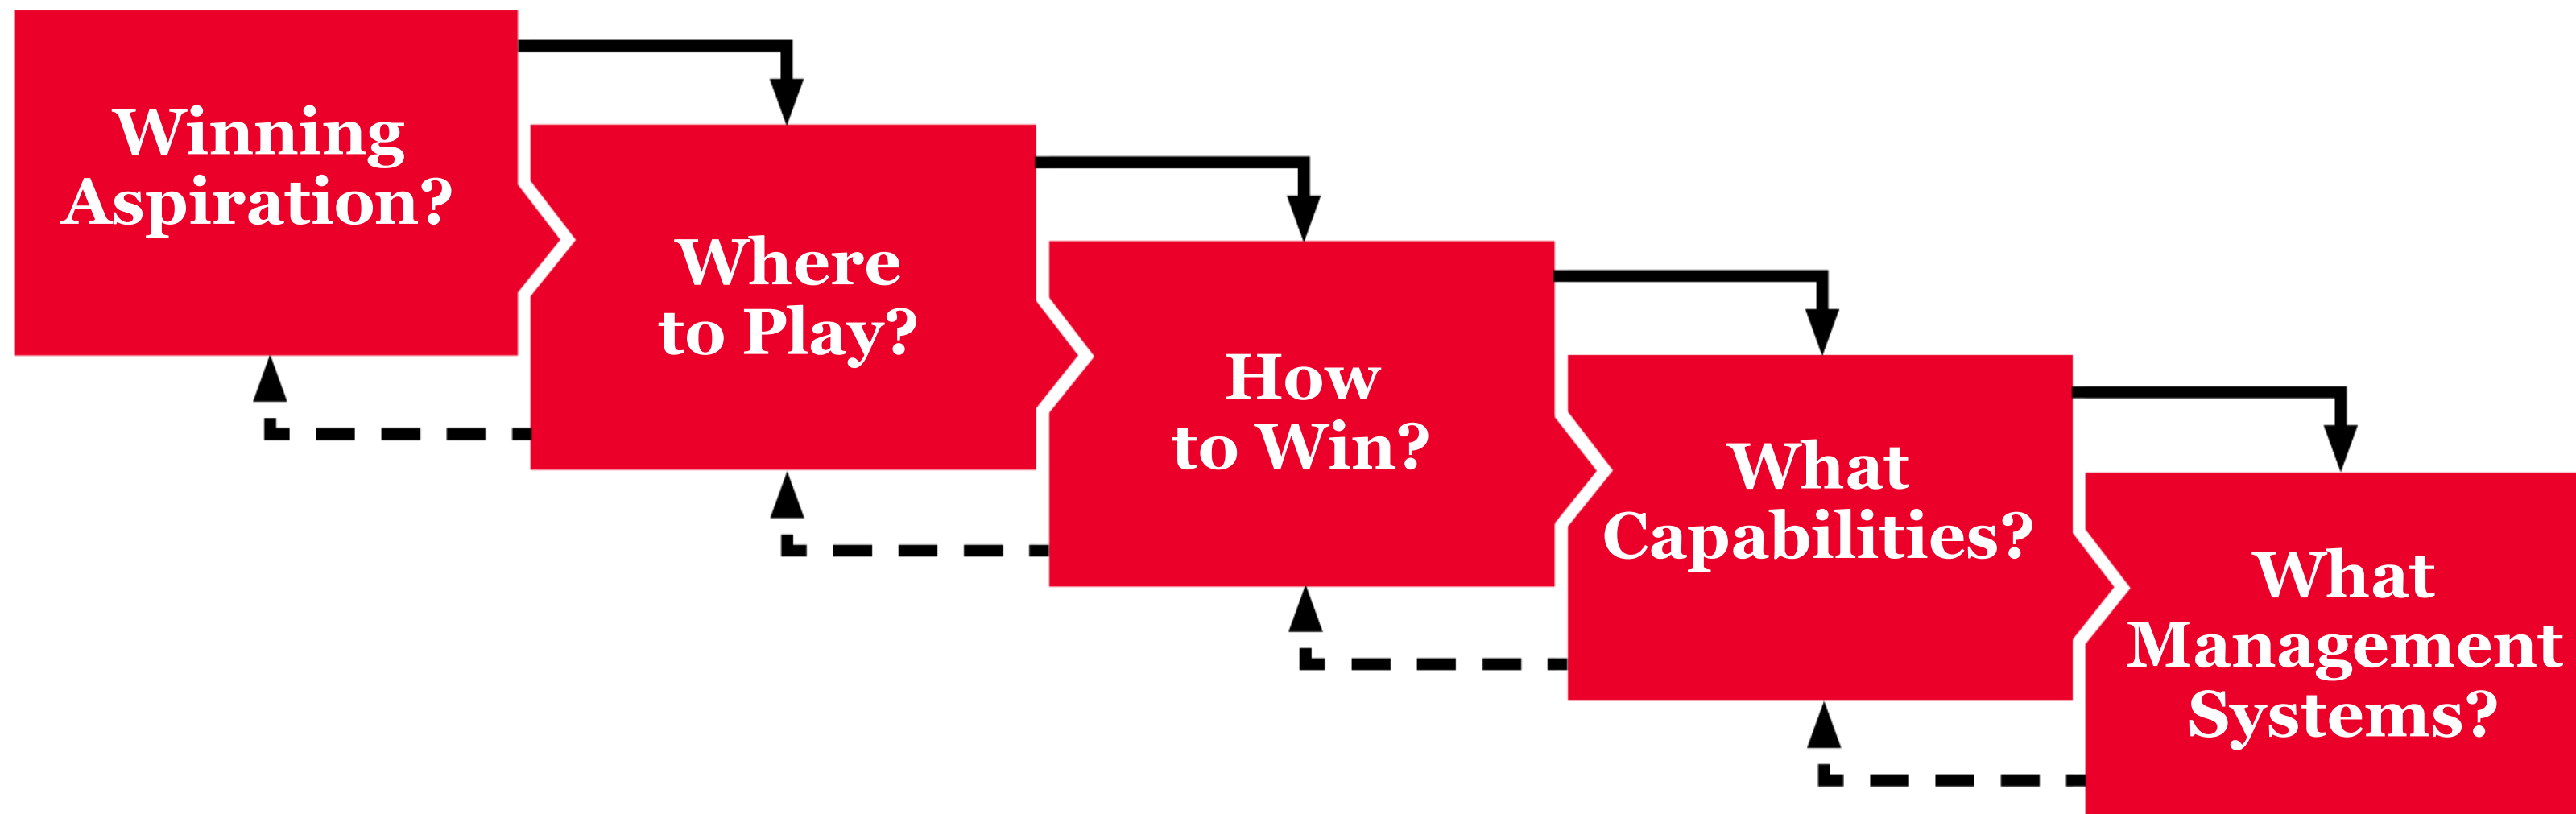 Winning
Aspiration?
Where
to Play?
How
to Win?
What
Capabilities?
What
Management
Systems?